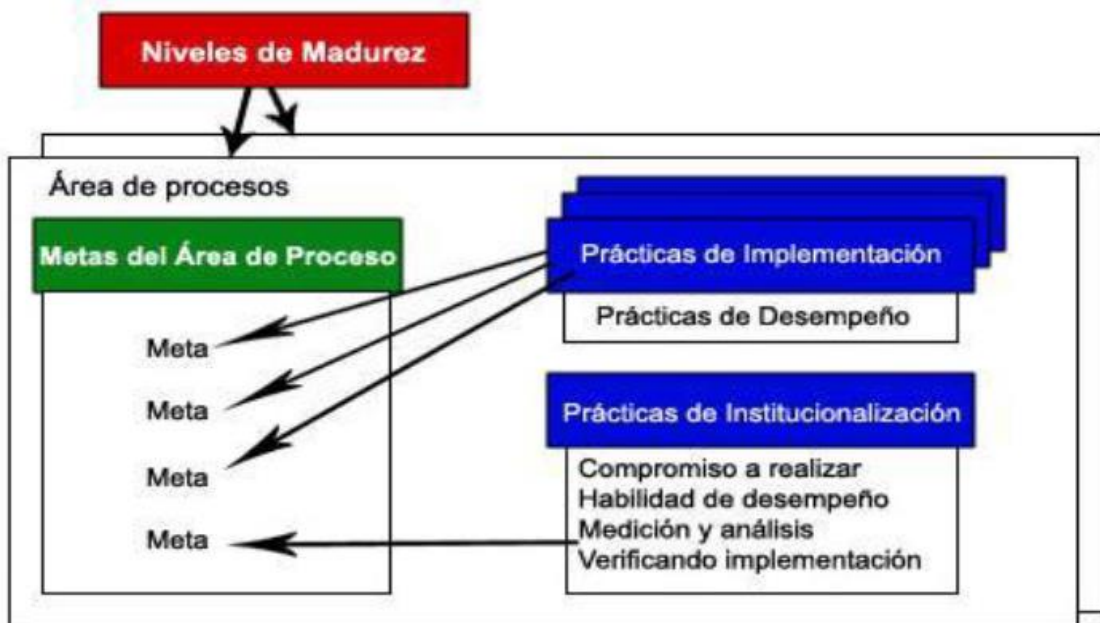 Niveles de Madurez
Área de procesos
Metas del Área de Proceso
Meta
Meta
Meta
Meta
Prácticas de Implementación
Prácticas de Desempeño
Prácticas de Institucionalización
Compromiso a realizar
Habilidad de desempeño
Medición y análisis
Verificando implementación